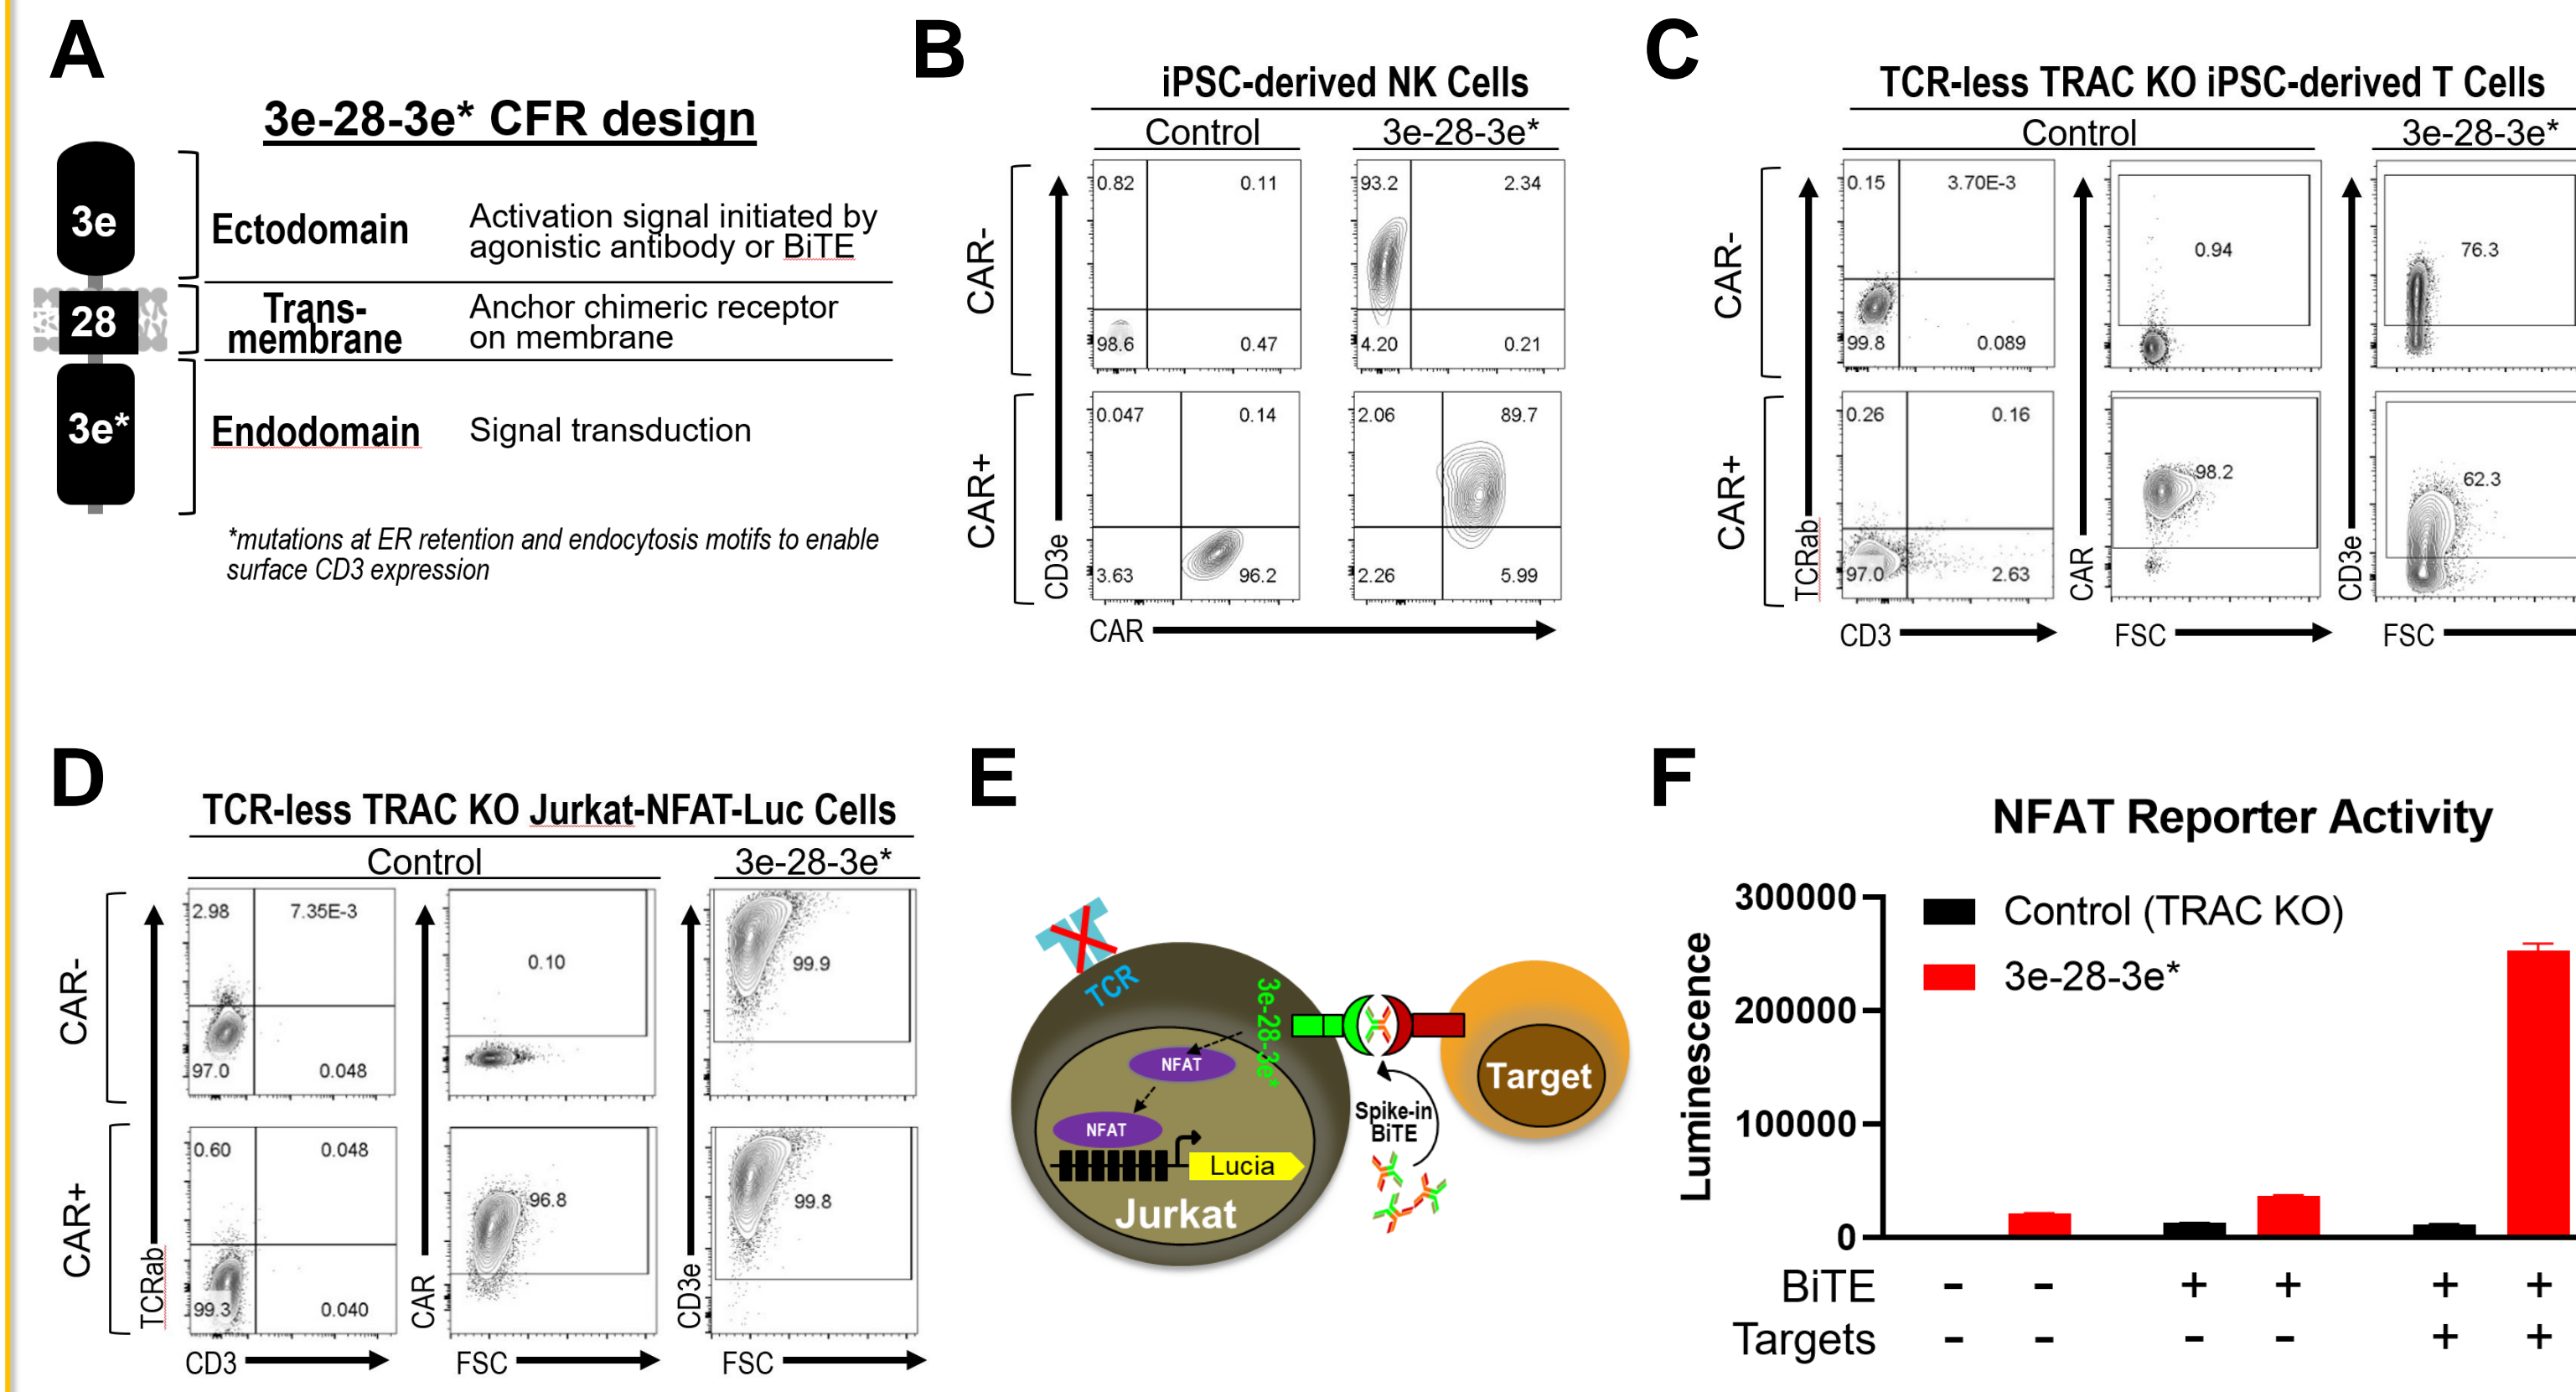 A
3e-28-3e* CFR design
3e
Ectodomain
Activation signal initiated by
agonistic antibody or BiTE
28
Trans-
membrane
Anchor chimeric receptor
on membrane
3e*
Endodomain
Signal transduction
*mutations at ER retention and endocytosis motifs to enable
surface CD3 expression
B
iPSC-derived NK Cells
Control
3e-28-3e*
CAR-
0.82
0.11
98.6
0.47
93.2
2.34
4.20
0.21
CAR+
0.047
0.14
3.63
96.2
2.06
89.7
2.26
5.99
CD3e
CAR
C
TCR-less TRAC KO iPSC-derived T Cells
Control
3e-28-3e*
CAR-
0.15
3.70E-3
99.8
0.089
0.94
76.3
CAR+
0.26
0.16
97.0
2.63
98.2
62.3
TCRab
CAR
CD3e
CD3
FSC
FSC
D
TCR-less TRAC KO Jurkat-NFAT-Luc Cells
Control
3e-28-3e*
CAR-
2.98
7.35E-3
97.0
0.048
0.10
99.9
CAR+
0.60
0.048
99.3
0.040
96.8
99.8
TCRab
CAR
CD3e
CD3
FSC
FSC
E
TCR
3e-28-3e*
NFAT
NFAT
Lucia
Jurkat
Target
Spike-in
BiTE
F
NFAT Reporter Activity
Luminescence
300000
200000
100000
0
Control (TRAC KO)
3e-28-3e*
BiTE - - + + + +
Targets - - - - + +